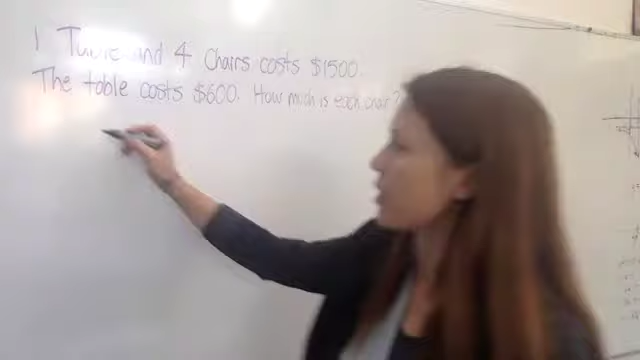 1 Table and 4 Chairs costs $1500.
The table costs $600. How much is each chair?